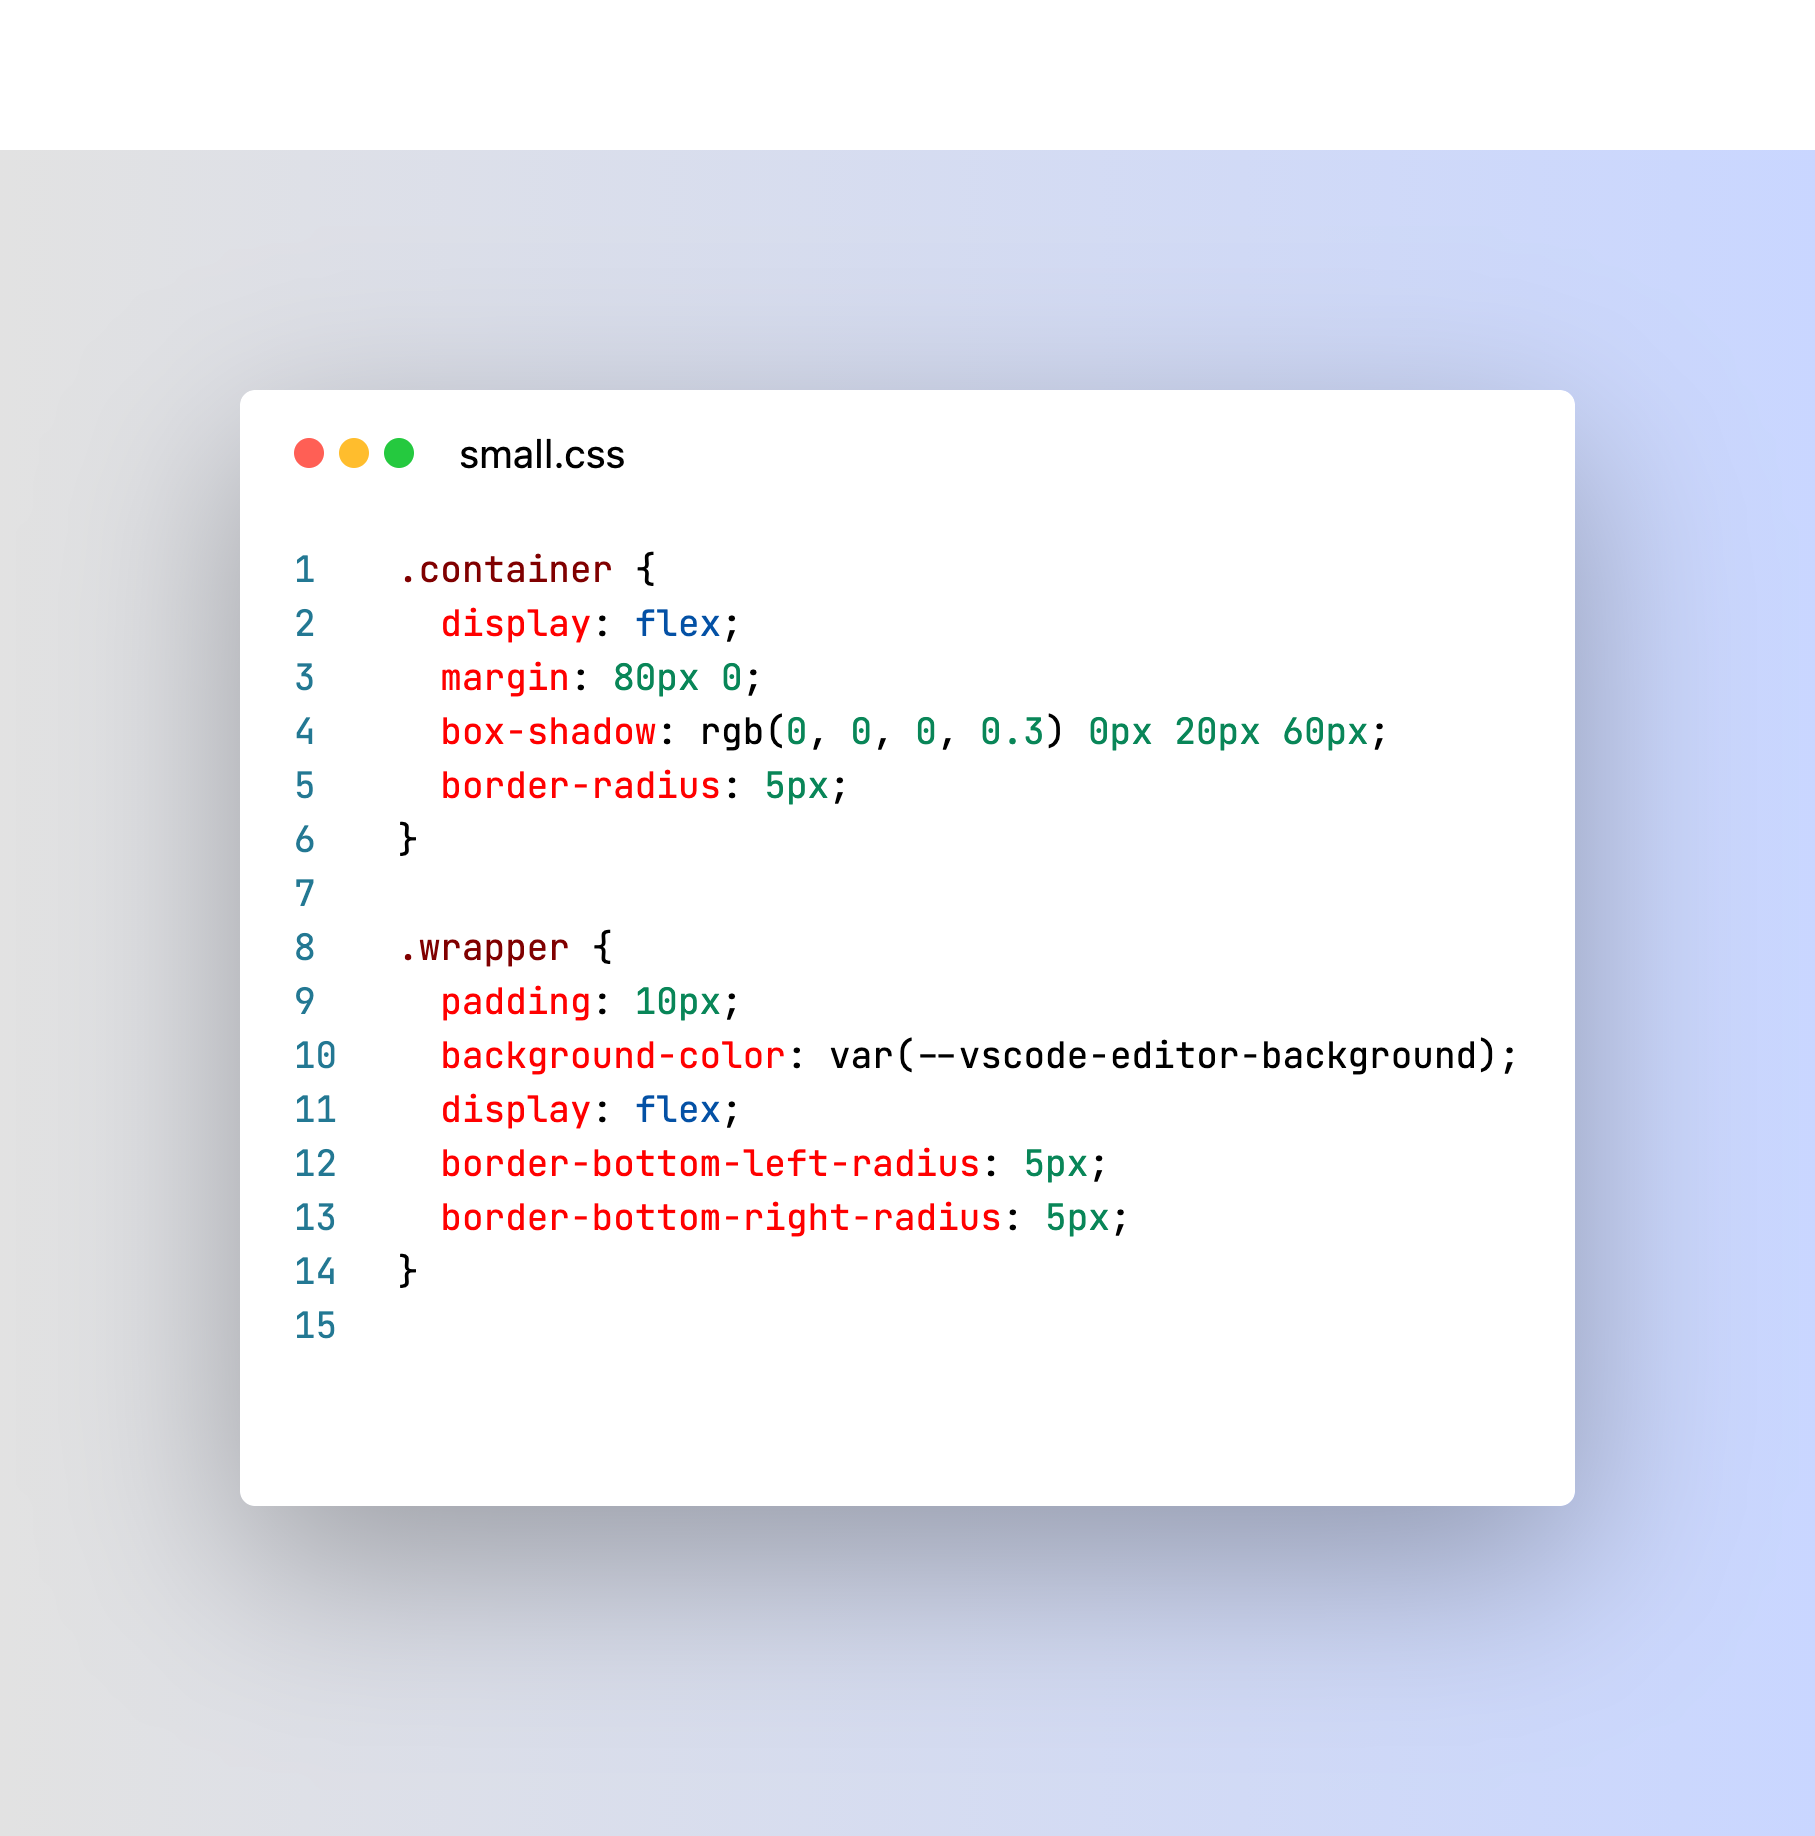 small.css
1 .container {
2   display: flex;
3   margin: 80px 0;
4   box-shadow: rgb(0, 0, 0, 0.3) 0px 20px 60px;
5   border-radius: 5px;
6 }
7
8 .wrapper {
9   padding: 10px;
10   background-color: var(--vscode-editor-background);
11   display: flex;
12   border-bottom-left-radius: 5px;
13   border-bottom-right-radius: 5px;
14 }
15